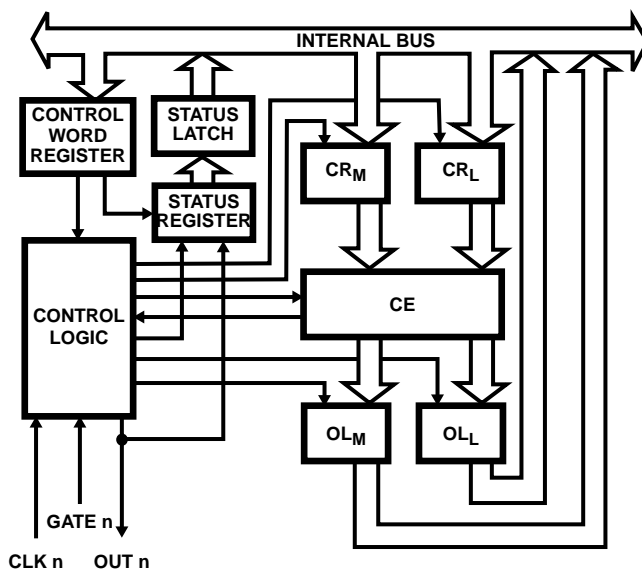 INTERNAL BUS
CONTROL
WORD
REGISTER
STATUS
LATCH
CRM
CRL
STATUS
REGISTER
CONTROL
LOGIC
CE
OLM
OLL
GATE n
CLK n
OUT n